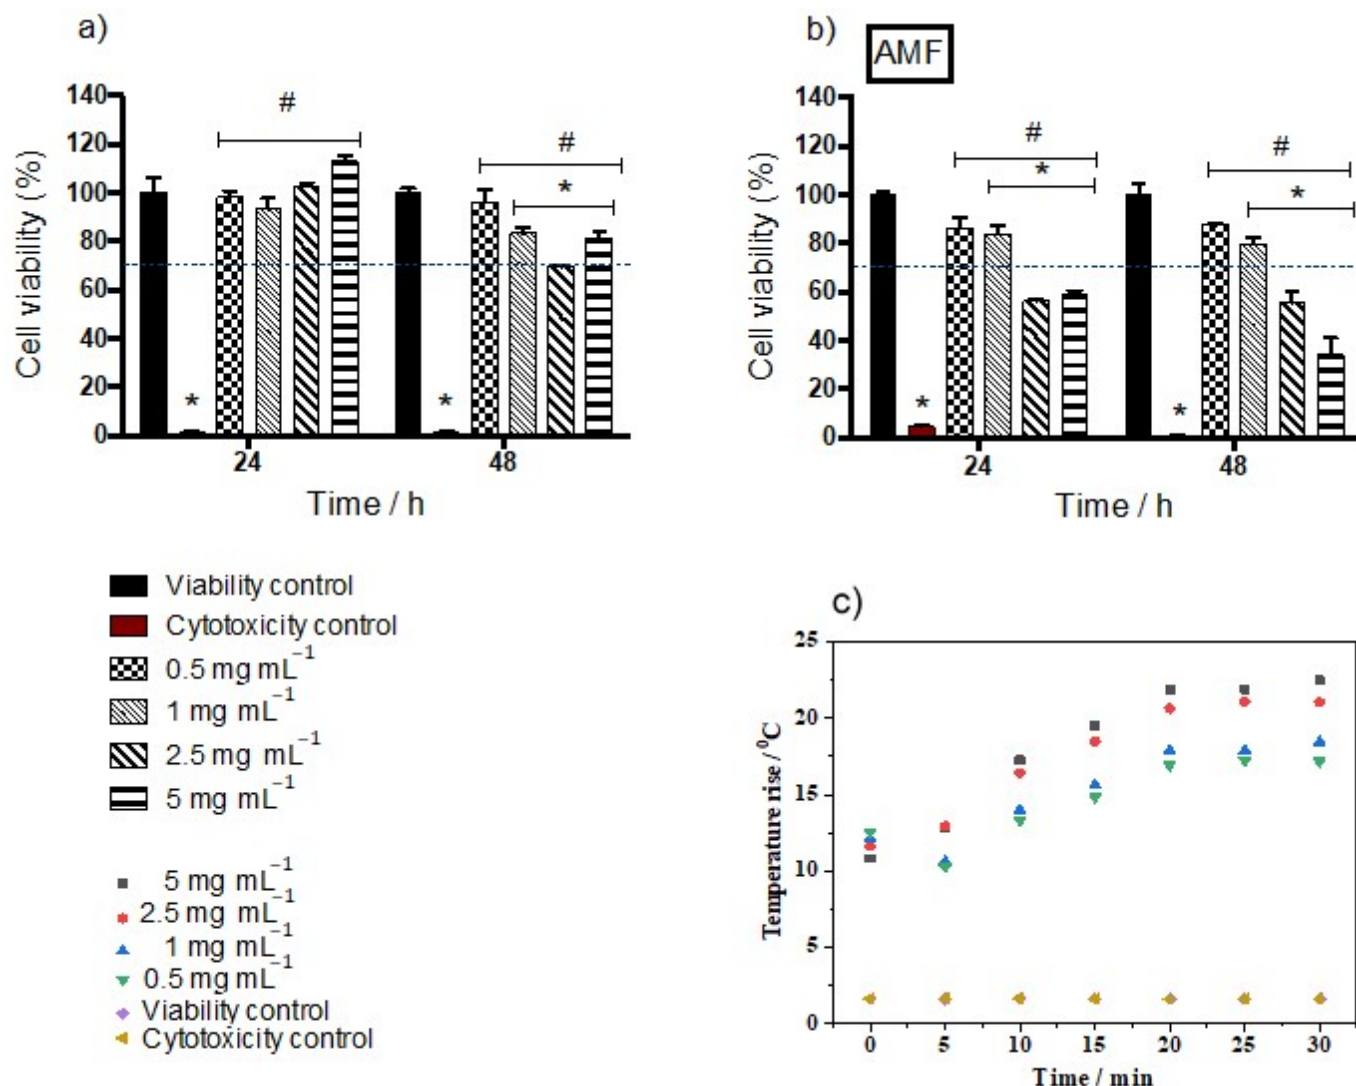 a)
140
120
100
80
60
40
20
0
Cell viability (%)
#
#
*
*
*
24
48
Time / h
b)
AMF
140
120
100
80
60
40
20
0
Cell viability (%)
#
#
*
*
*
*
24
48
Time / h
Viability control
Cytotoxicity control
0.5 mg mL⁻¹
1 mg mL⁻¹
2.5 mg mL⁻¹
5 mg mL⁻¹
5 mg mL⁻¹
2.5 mg mL⁻¹
1 mg mL⁻¹
0.5 mg mL⁻¹
Viability control
Cytotoxicity control
c)
25
20
15
10
5
0
Temperature rise / ⁰C
0 5 10 15 20 25 30
Time / min